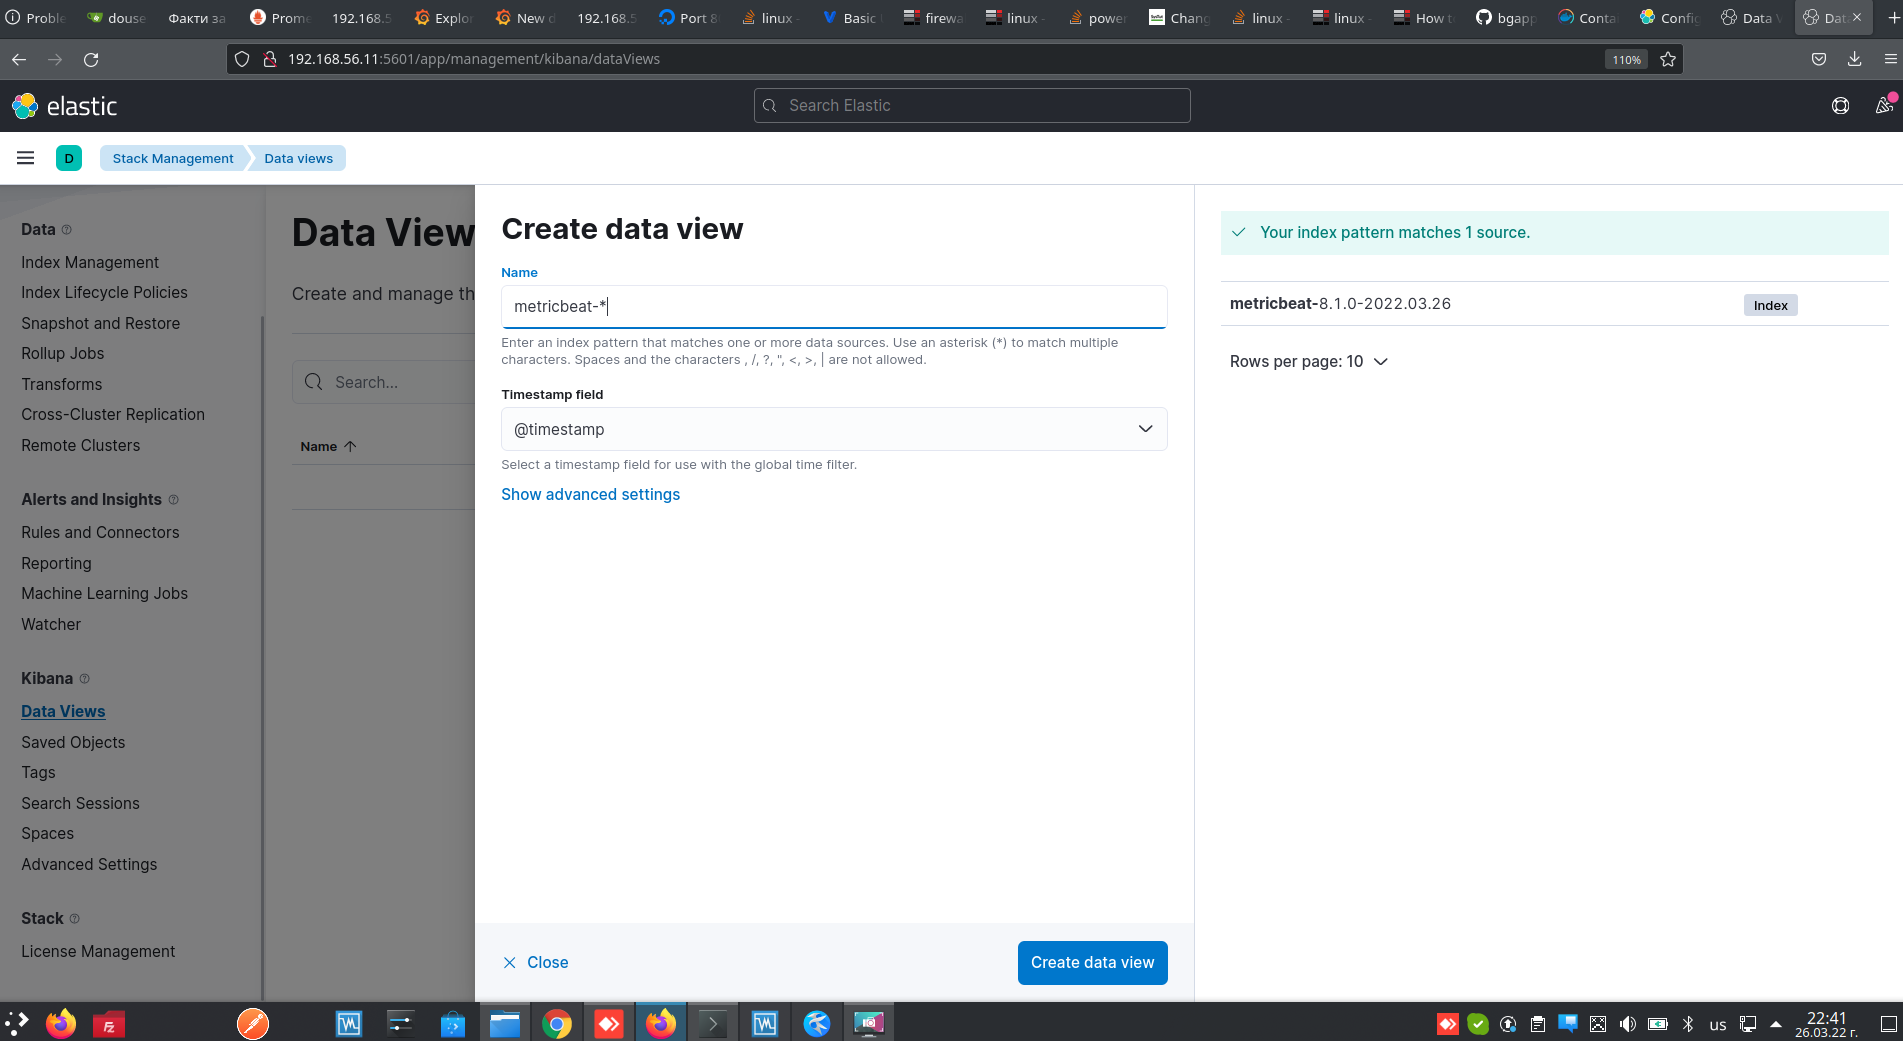 Proble
douse
Факти за
Prome
192.168.5
Explor
New d
192.168.5
Port 8
linux -
Basic
firewa
linux -
power
Chang
linux -
linux -
How t
bgapp
Conta
Config
Data V
Dat
192.168.56.11:5601/app/management/kibana/dataViews
110%
elastic
Search Elastic
D
Stack Management
Data views
Data
Index Management
Index Lifecycle Policies
Snapshot and Restore
Rollup Jobs
Transforms
Cross-Cluster Replication
Remote Clusters
Alerts and Insights
Rules and Connectors
Reporting
Machine Learning Jobs
Watcher
Kibana
Data Views
Saved Objects
Tags
Search Sessions
Spaces
Advanced Settings
Stack
License Management
Data View
Create and manage th
Search...
Name
Create data view
Name
metricbeat-*
Enter an index pattern that matches one or more data sources. Use an asterisk (*) to match multiple
characters. Spaces and the characters , /, ?, ", <, >, | are not allowed.
Timestamp field
@timestamp
Select a timestamp field for use with the global time filter.
Show advanced settings
Close
Create data view
Your index pattern matches 1 source.
metricbeat-8.1.0-2022.03.26
Index
Rows per page: 10
us
22:41
26.03.22 г.